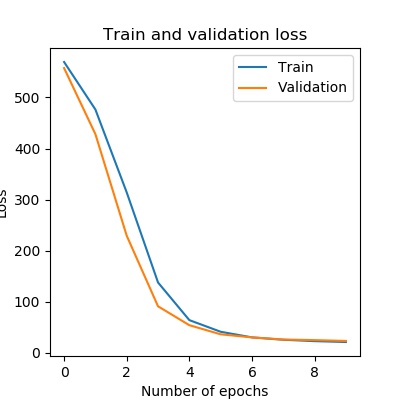 Train and validation loss
Train
Validation
500
400
300
200
100
0
Loss
0 2 4 6 8
Number of epochs